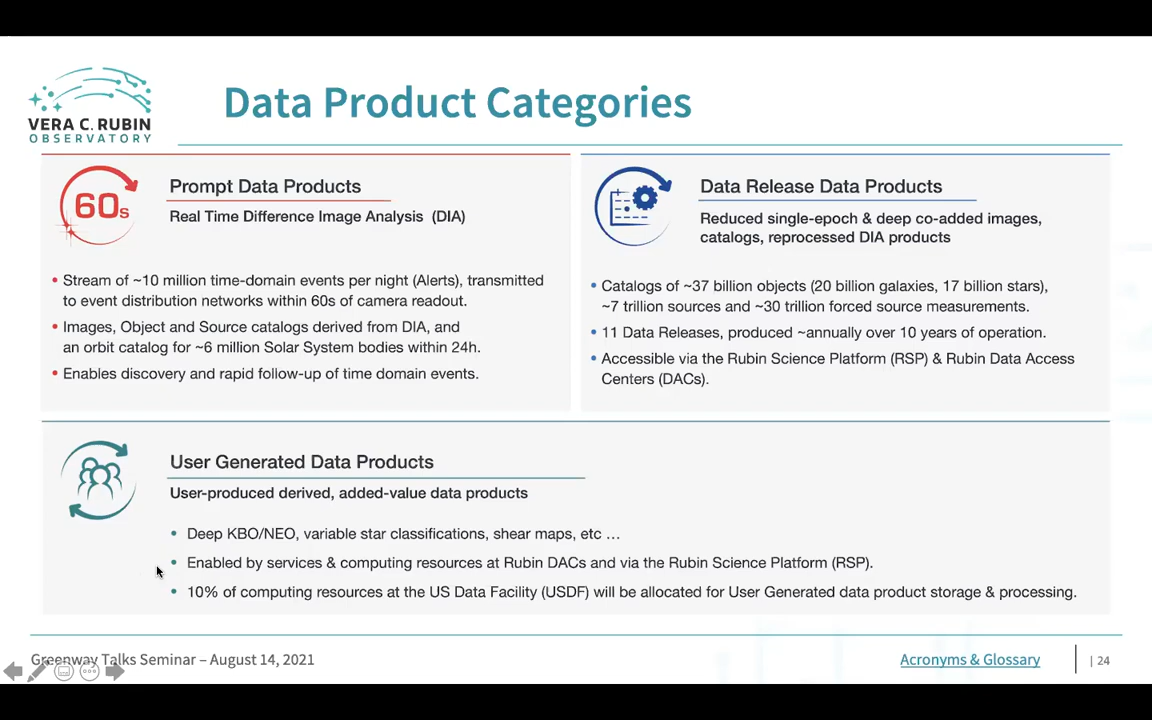 VERA C. RUBIN
OBSERVATORY
Data Product Categories
60s
Prompt Data Products
Real Time Difference Image Analysis (DIA)
• Stream of ~10 million time-domain events per night (Alerts), transmitted
to event distribution networks within 60s of camera readout.
• Images, Object and Source catalogs derived from DIA, and
an orbit catalog for ~6 million Solar System bodies within 24h.
• Enables discovery and rapid follow-up of time domain events.
Data Release Data Products
Reduced single-epoch & deep co-added images,
catalogs, reprocessed DIA products
• Catalogs of ~37 billion objects (20 billion galaxies, 17 billion stars),
~7 trillion sources and ~30 trillion forced source measurements.
• 11 Data Releases, produced ~annually over 10 years of operation.
• Accessible via the Rubin Science Platform (RSP) & Rubin Data Access
Centers (DACs).
User Generated Data Products
User-produced derived, added-value data products
• Deep KBO/NEO, variable star classifications, shear maps, etc …
• Enabled by services & computing resources at Rubin DACs and via the Rubin Science Platform (RSP).
• 10% of computing resources at the US Data Facility (USDF) will be allocated for User Generated data product storage & processing.
Greenway Talks Seminar – August 14, 2021
Acronyms & Glossary
| 24